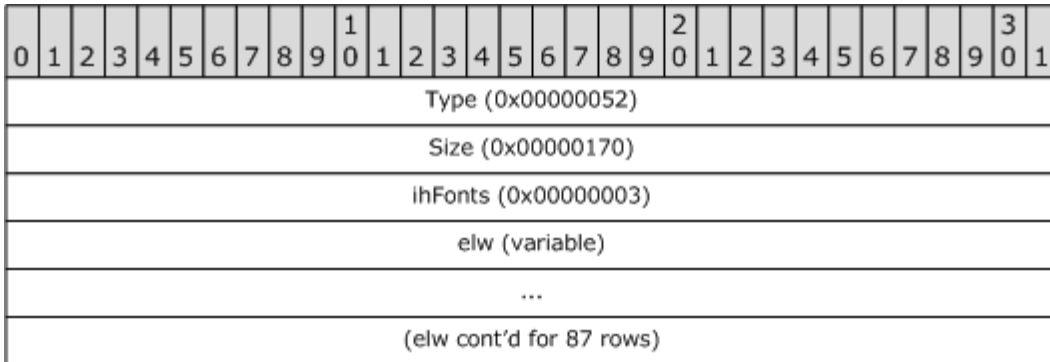 1 2 3
0 1 2 3 4 5 6 7 8 9 0 1 2 3 4 5 6 7 8 9 0 1 2 3 4 5 6 7 8 9 0 1
Type (0x00000052)
Size (0x00000170)
ihFonts (0x00000003)
elw (variable)
...
(elw cont’d for 87 rows)